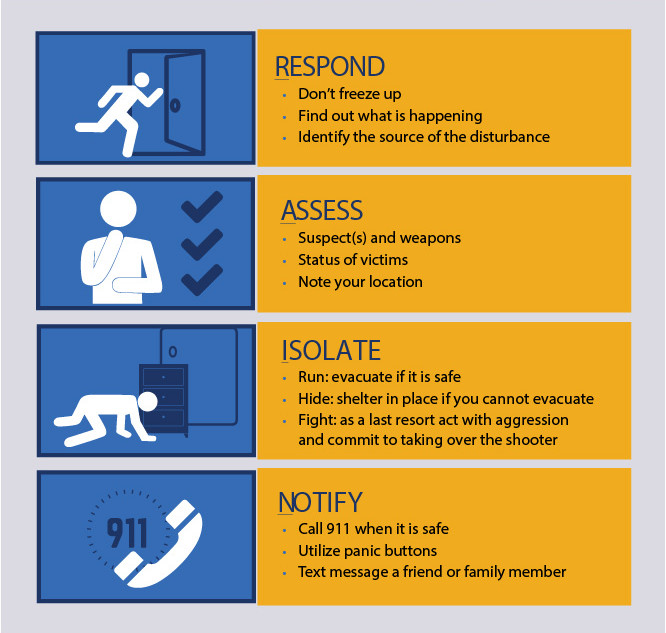 RESPOND
• Don't freeze up
• Find out what is happening
• Identify the source of the disturbance
ASSESS
• Suspect(s) and weapons
• Status of victims
• Note your location
ISOLATE
• Run: evacuate if it is safe
• Hide: shelter in place if you cannot evacuate
• Fight: as a last resort act with aggression
and commit to taking over the shooter
911
NOTIFY
• Call 911 when it is safe
• Utilize panic buttons
• Text message a friend or family member